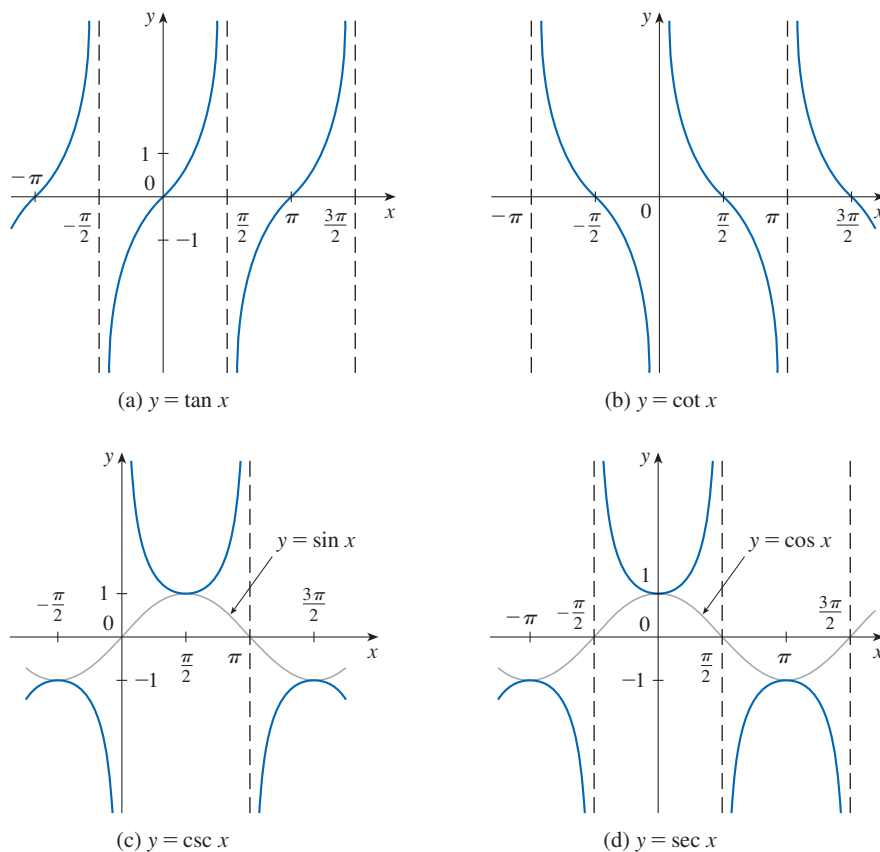 y
1
−π
0
−π/2
π/2
π
3π/2
x
−1
(a) y = tan x
y
−π
−π/2
0
π/2
π
3π/2
x
(b) y = cot x
y
y = sin x
−π/2
1
0
3π/2
π/2
π
x
−1
(c) y = csc x
y
y = cos x
1
−π
−π/2
0
3π/2
π/2
π
x
−1
(d) y = sec x